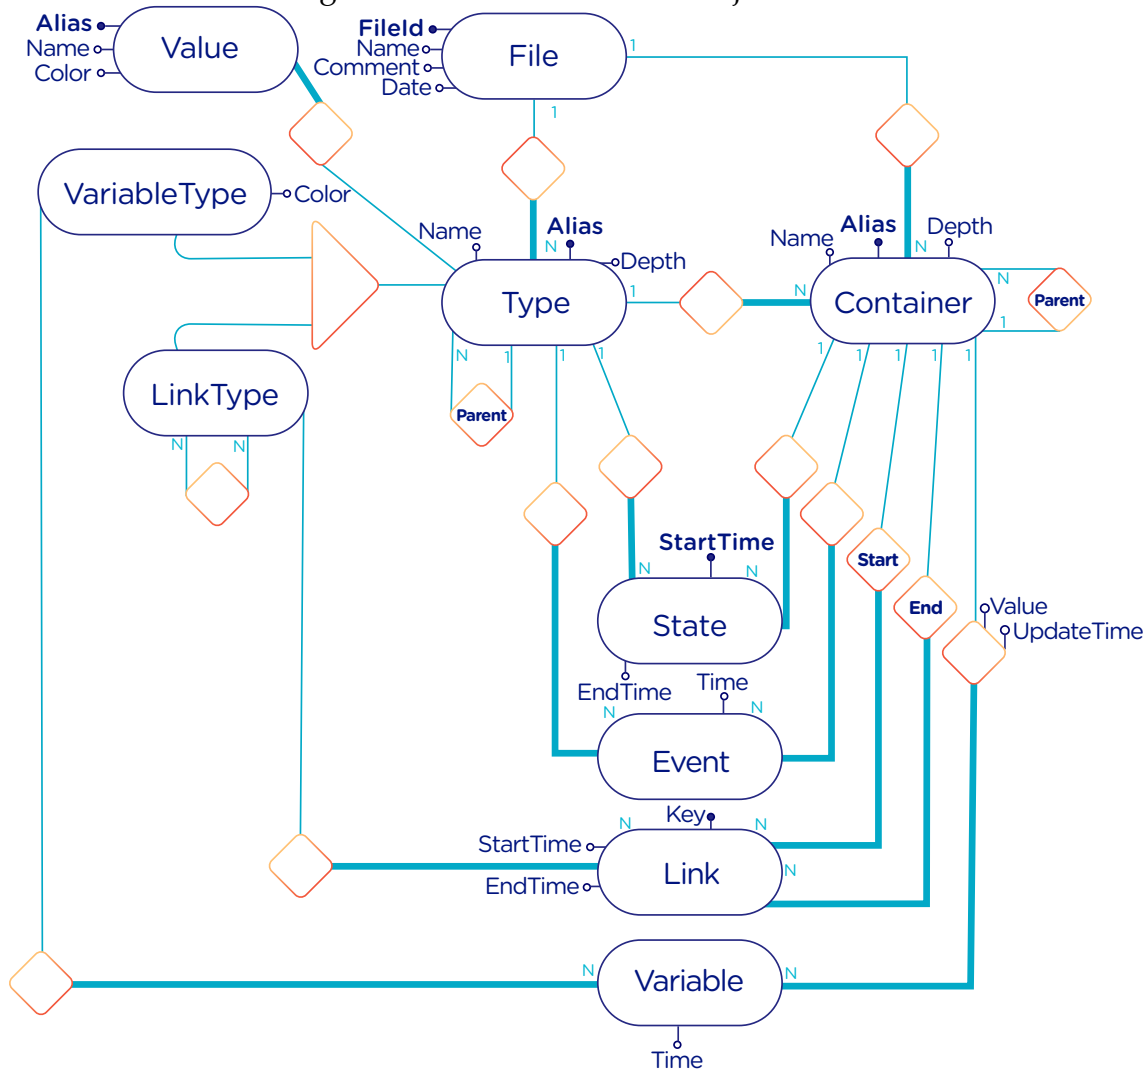 Alias
Name
Color
Value
FileId
Name
Comment
Date
File
1
1
VariableType
Color
Name
Alias
N
Depth
Type
1
Name
Alias
Depth
N
N
Container
N
1
Parent
LinkType
N
N
N
1
1
1
Parent
1
1
1
1
1
StartTime
N
N
State
EndTime
Start
End
Value
UpdateTime
Time
N
N
Event
Key
N
N
StartTime
EndTime
Link
N
N
Variable
N
Time